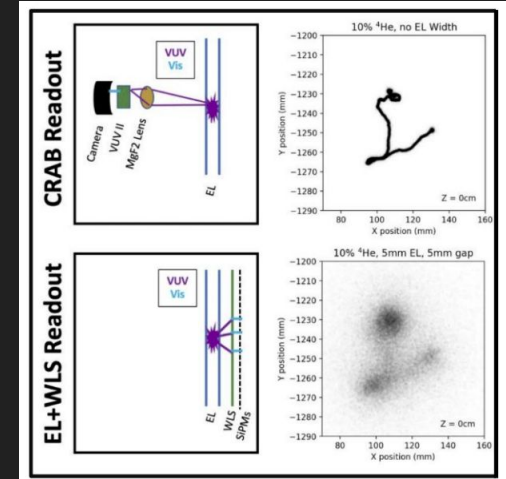 CRAB Readout
VUV
Vis
Camera
VUV II
MgF2 Lens
EL
10% ⁴He, no EL Width
Y position (mm)
−1200
−1210
−1220
−1230
−1240
−1250
−1260
−1270
−1280
−1290
Z = 0cm
80 100 120 140 160
X position (mm)
EL+WLS Readout
VUV
Vis
EL
WLS
SiPMs
10% ⁴He, 5mm EL, 5mm gap
Y position (mm)
−1200
−1210
−1220
−1230
−1240
−1250
−1260
−1270
−1280
−1290
Z = 0cm
80 100 120 140 160
X position (mm)